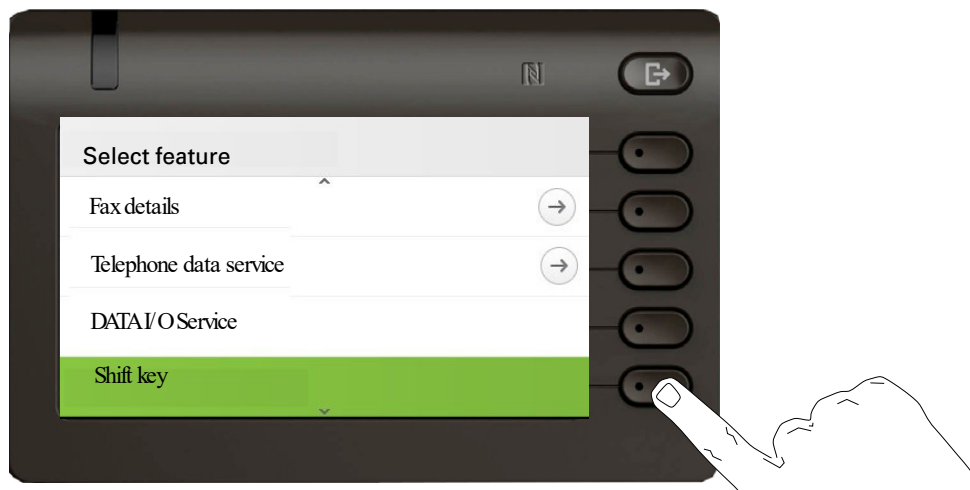 Select feature
Fax details
Telephone data service
DATA I/ O Service
Shift key